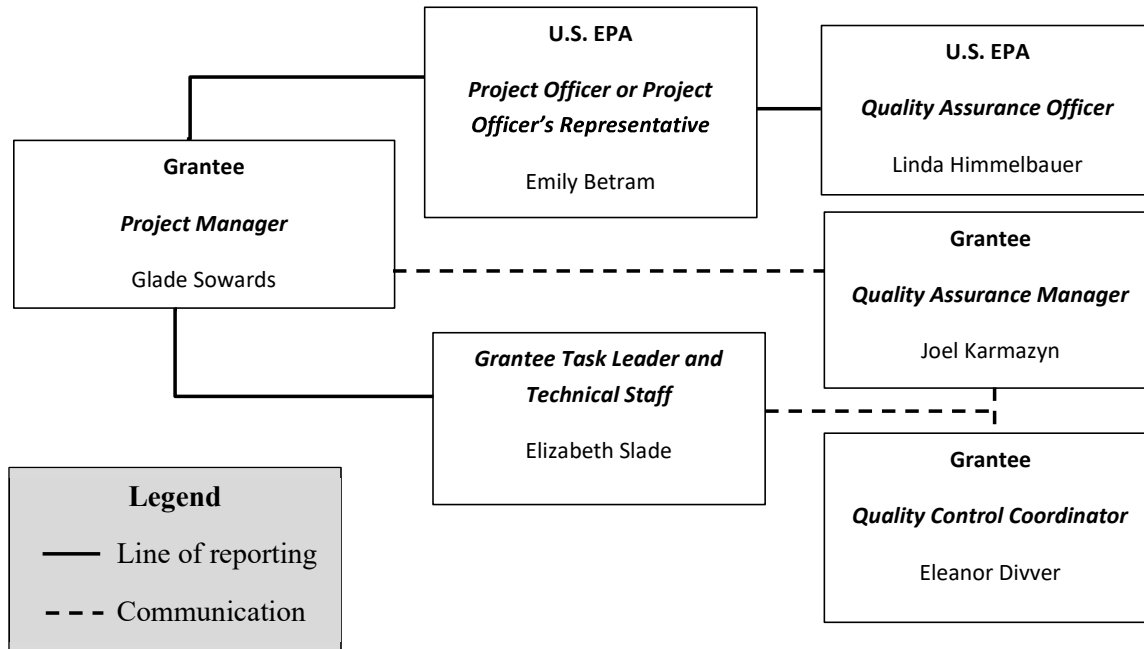 U.S. EPA
Project Officer or Project
Officer’s Representative
Emily Betram
U.S. EPA
Quality Assurance Officer
Linda Himmelbauer
Grantee
Project Manager
Glade Sowards
Grantee
Quality Assurance Manager
Joel Karmazyn
Grantee Task Leader and
Technical Staff
Elizabeth Slade
Grantee
Quality Control Coordinator
Eleanor Divver
Legend
Line of reporting
Communication